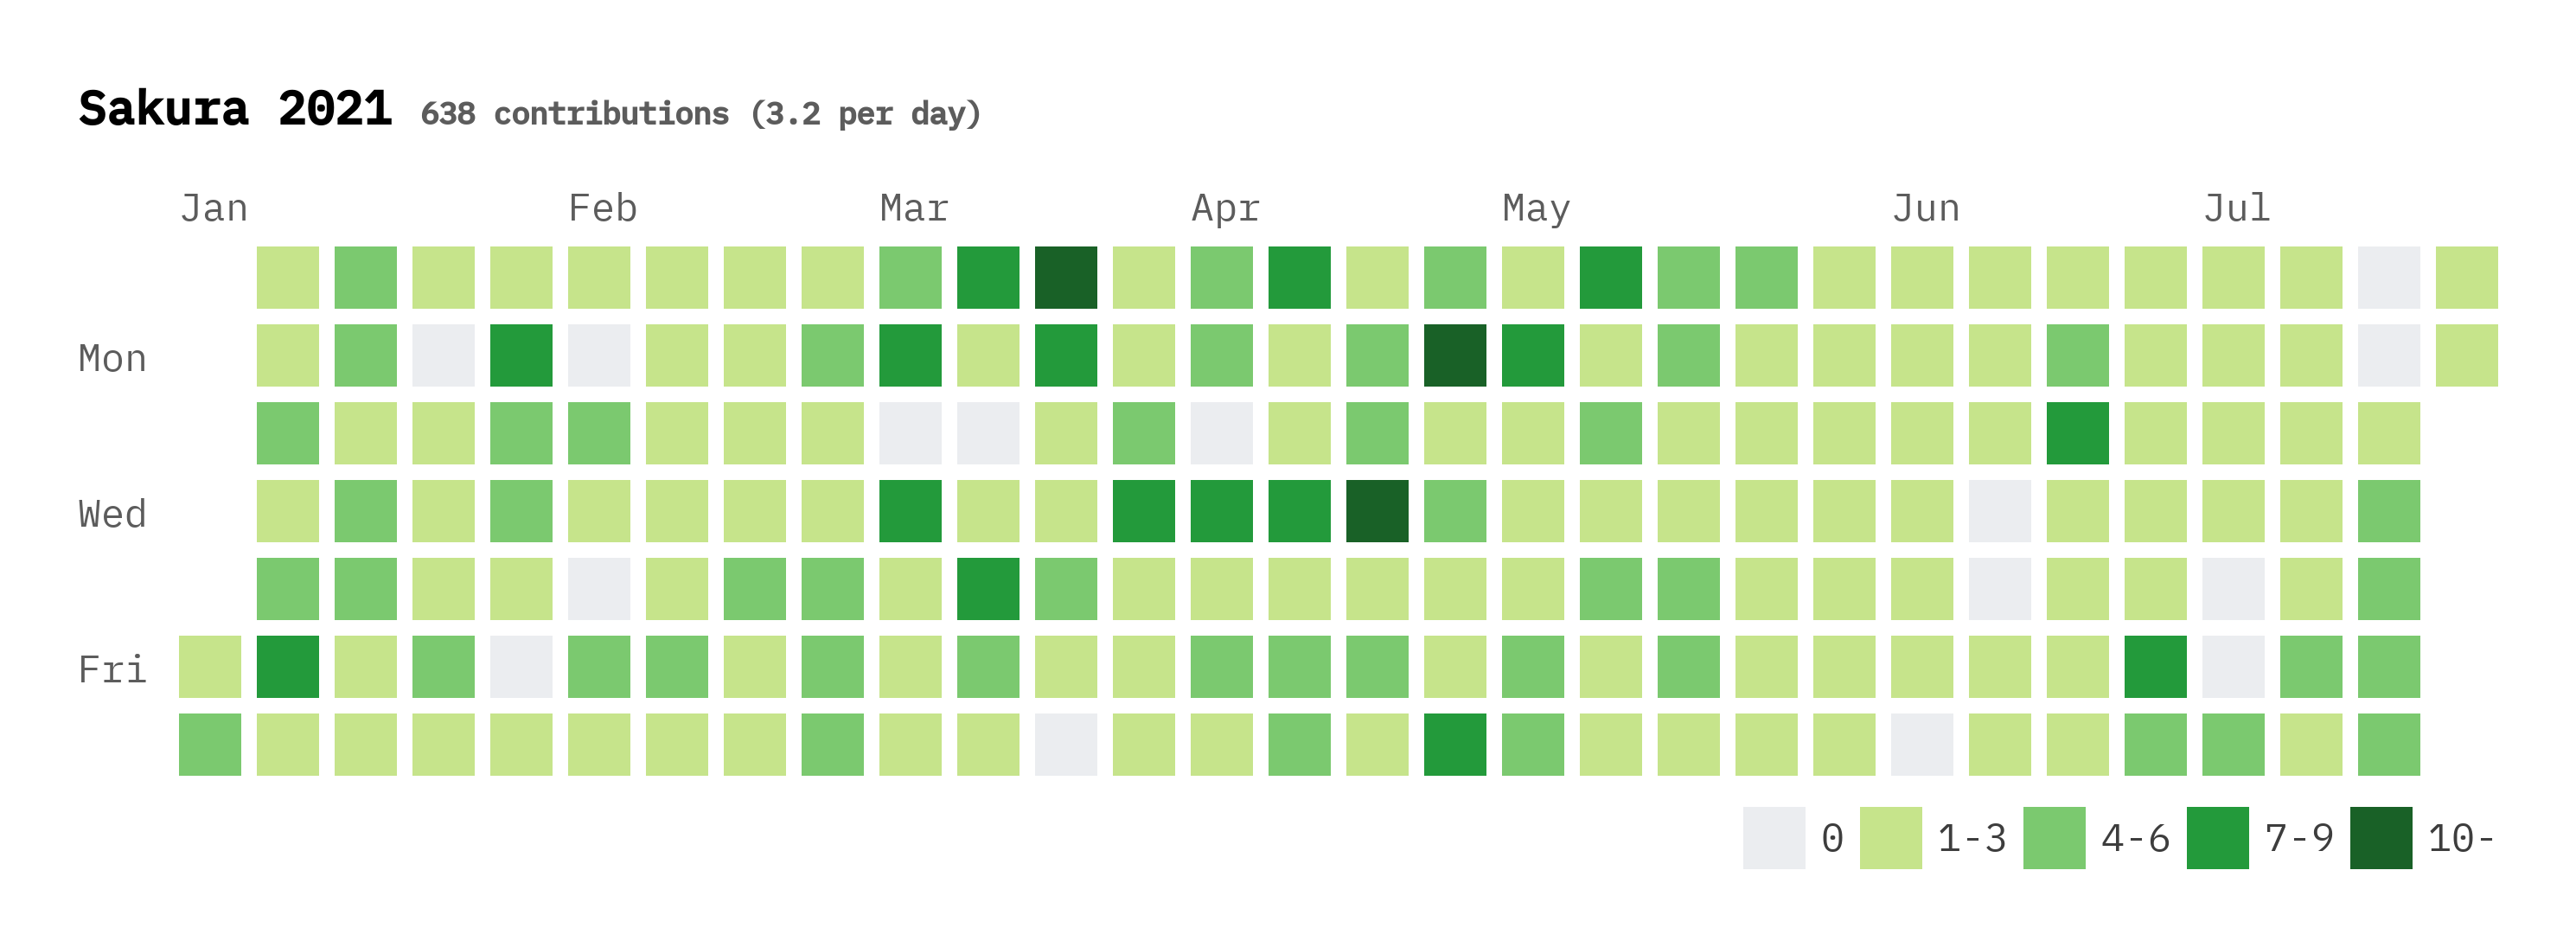 Sakura 2021 638 contributions (3.2 per day)
Jan Feb Mar Apr May Jun Jul
Mon
Wed
Fri
0 1-3 4-6 7-9 10-